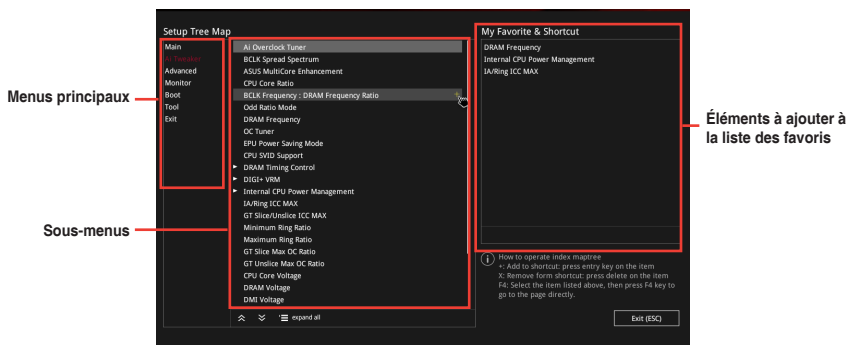 Setup Tree Map
Main
Ai Tweaker
Advanced
Monitor
Boot
Tool
Exit
Menus principaux
Sous-menus
Ai Overclock Tuner
BCLK Spread Spectrum
ASUS MultiCore Enhancement
CPU Core Ratio
BCLK Frequency : DRAM Frequency Ratio
Odd Ratio Mode
DRAM Frequency
OC Tuner
EPU Power Saving Mode
CPU SVID Support
DRAM Timing Control
DIGI+ VRM
Internal CPU Power Management
IA/Ring ICC MAX
GT Slice/Unslice ICC MAX
Minimum Ring Ratio
Maximum Ring Ratio
GT Slice Max OC Ratio
GT Unslice Max OC Ratio
CPU Core Voltage
DRAM Voltage
DMI Voltage
expand all
My Favorite & Shortcut
DRAM Frequency
Internal CPU Power Management
IA/Ring ICC MAX
Éléments à ajouter à
la liste des favoris
How to operate index maptree
+: Add to shortcut: press entry key on the item
X: Remove form shortcut: press delete on the item
F4: Select the item listed above, then press F4 key to
go to the page directly.
Exit (ESC)